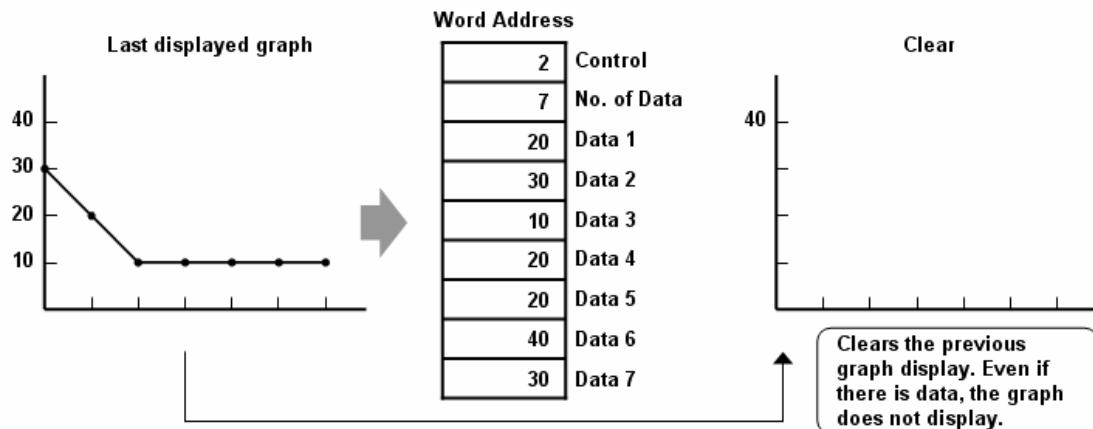 Last displayed graph
40
30
20
10
Word Address
2 Control
7 No. of Data
20 Data 1
30 Data 2
10 Data 3
20 Data 4
20 Data 5
40 Data 6
30 Data 7
Clear
40
Clears the previous
graph display. Even if
there is data, the graph
does not display.